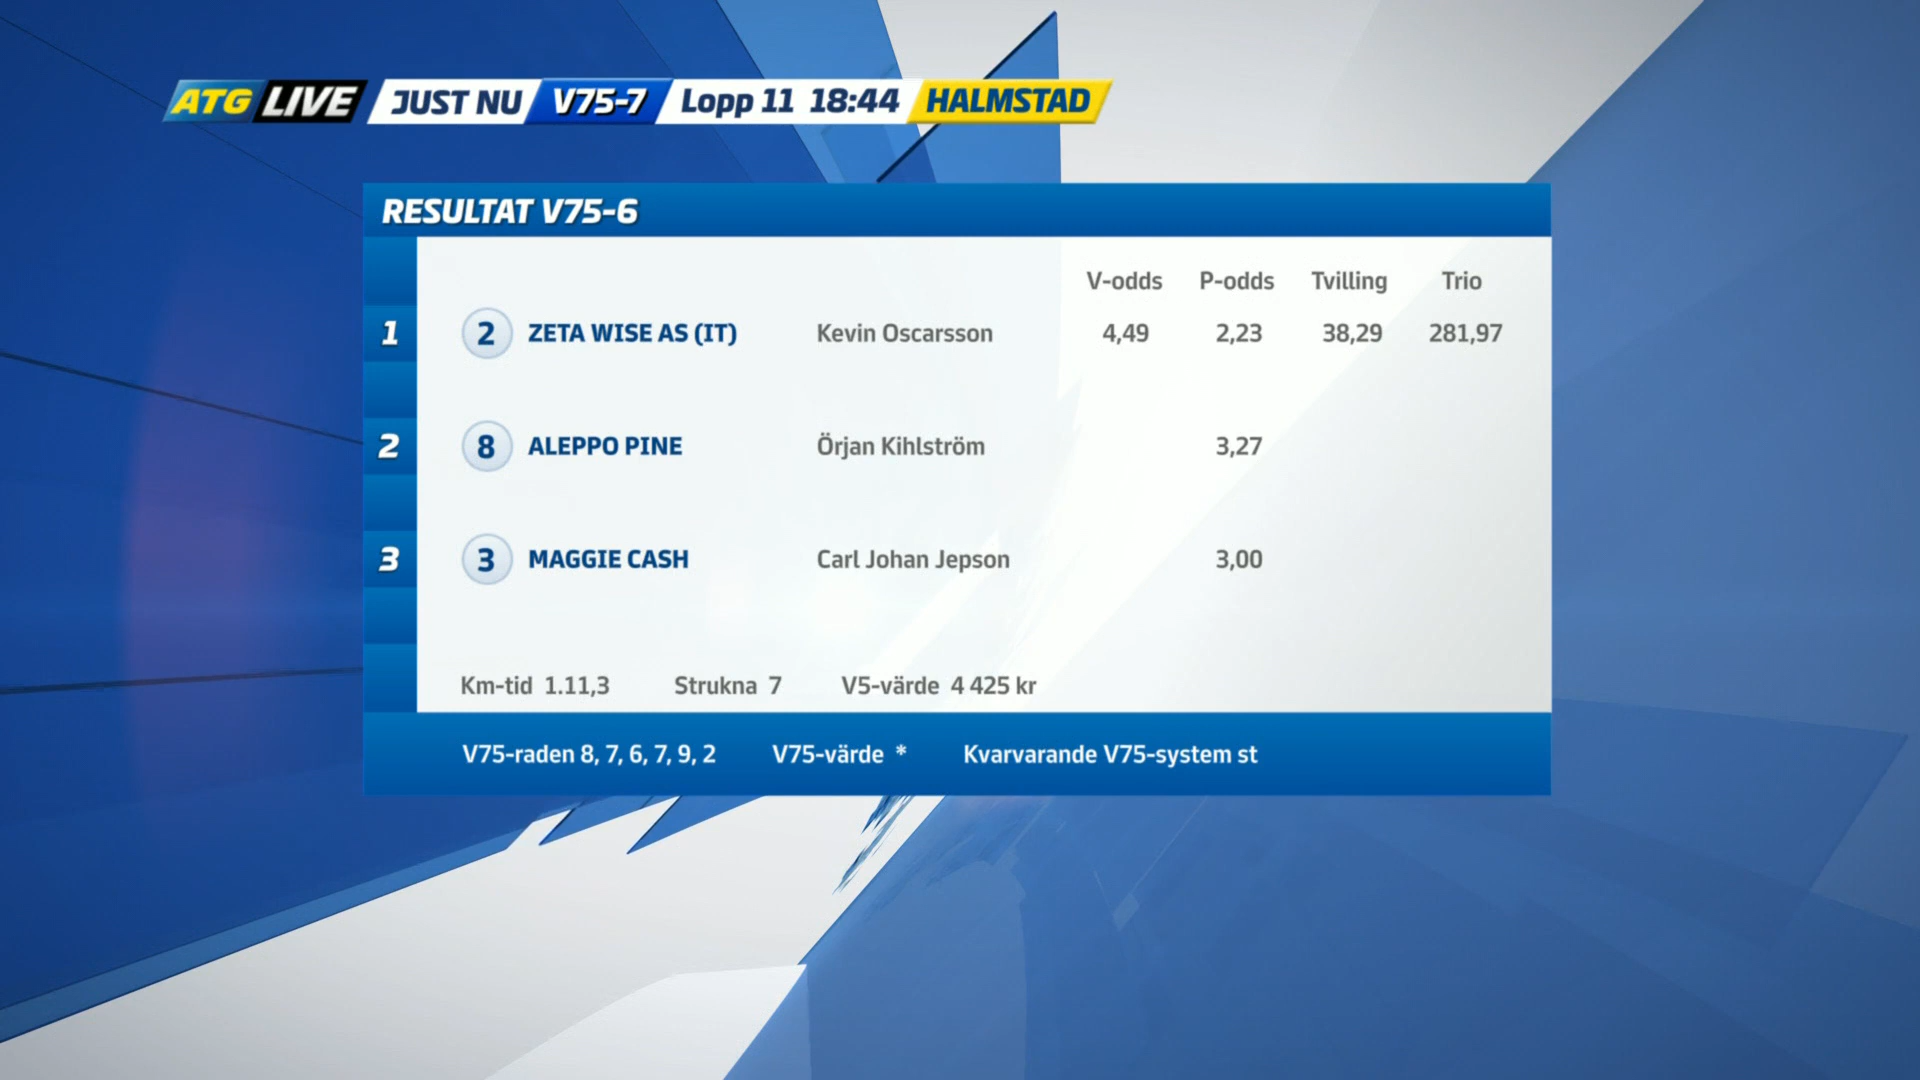 ATG LIVE JUST NU V75-7 Lopp 11 18:44 HALMSTAD
RESULTAT V75-6
V-odds P-odds Tvilling Trio
1 2 ZETA WISE AS (IT) Kevin Oscarsson 4,49 2,23 38,29 281,97
2 8 ALEPPO PINE Örjan Kihlström 3,27
3 3 MAGGIE CASH Carl Johan Jepson 3,00
Km-tid 1.11,3 Strukna 7 V5-värde 4 425 kr
V75-raden 8, 7, 6, 7, 9, 2 V75-värde * Kvarvarande V75-system st